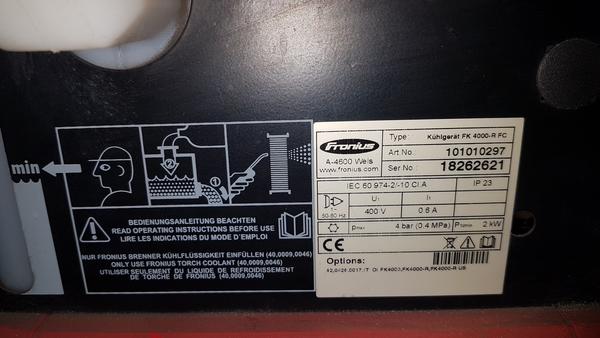 min
BEDIENUNGSANLEITUNG BEACHTEN
READ OPERATING INSTRUCTIONS BEFORE USE
LIRE LES INDICATIONS DU MODE D'EMPLOI
NUR FRONIUS BRENNER KÜHLFLÜSSIGKEIT EINFÜLLEN (40,0009,0046)
ONLY USE FRONIUS TORCH COOLANT (40,0009,0046)
UTILISER SEULEMENT DU LIQUIDE DE REFROIDISSEMENT
DE TORCHE DE FRONIUS (40,0009,0046)
Fronius
A-4600 Wels
www.fronius.com
Type: Kühlgerät FK 4000-R FC
Art No. 101010297
Ser No. 18262621
IEC 60 974-2/-10 Cl.A IP 23
1~
50-60 Hz
U1 I1
400 V 0.6 A
pmax 4 bar (0.4 MPa) 2 kW
CE
Options: